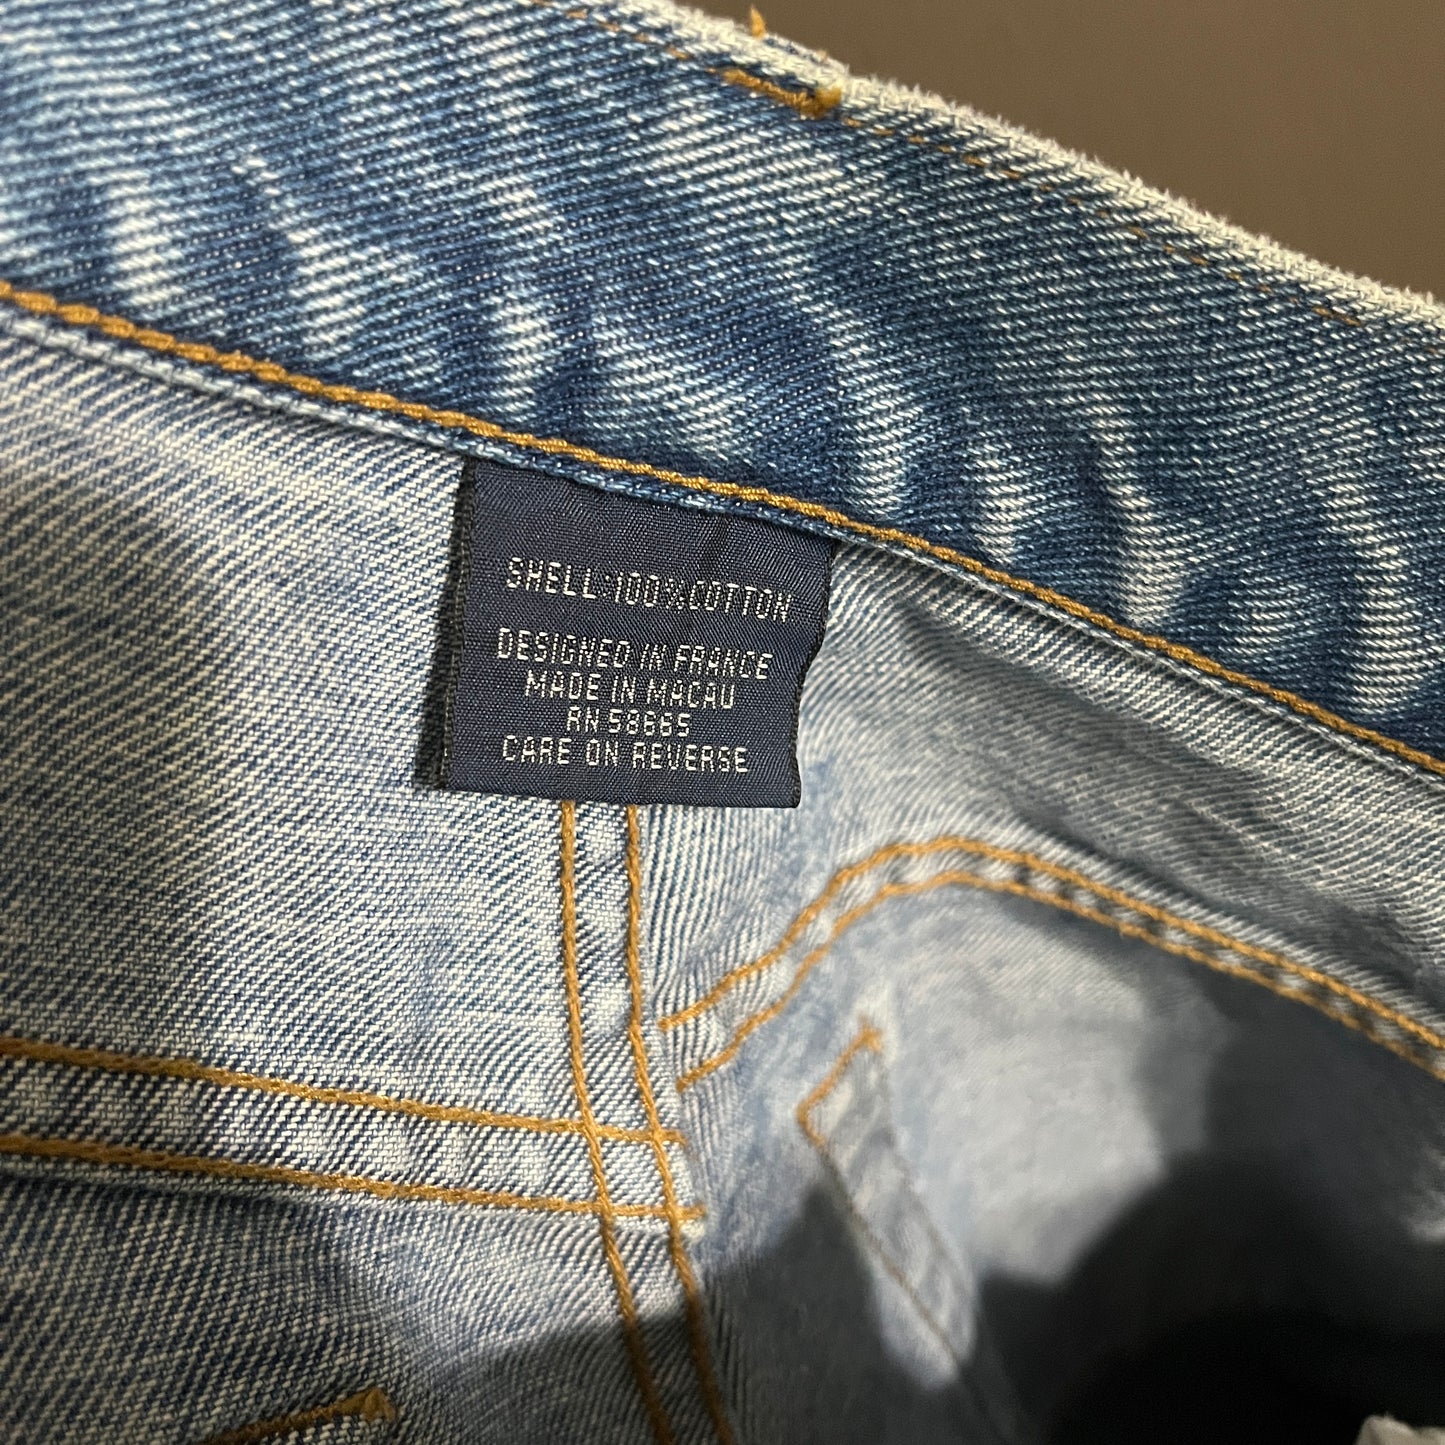 SHELL:100%COTTON
DESIGNED IN FRANCE
MADE IN MACAU
RN 58665
CARE ON REVERSE